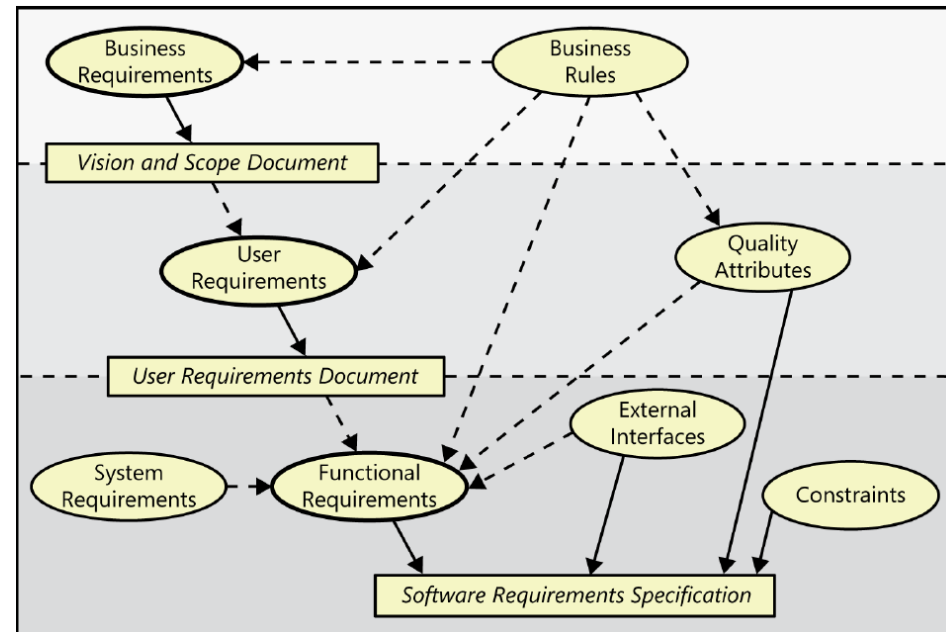 Business
Requirements
Business
Rules
Vision and Scope Document
User
Requirements
Quality
Attributes
User Requirements Document
External
Interfaces
System
Requirements
Functional
Requirements
Constraints
Software Requirements Specification